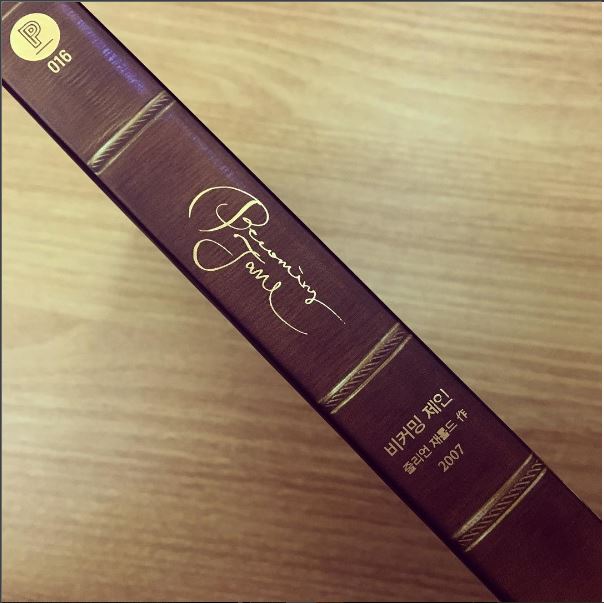 P
016
Becoming
Jane
비커밍 제인
줄리언 재롤드 作
2007